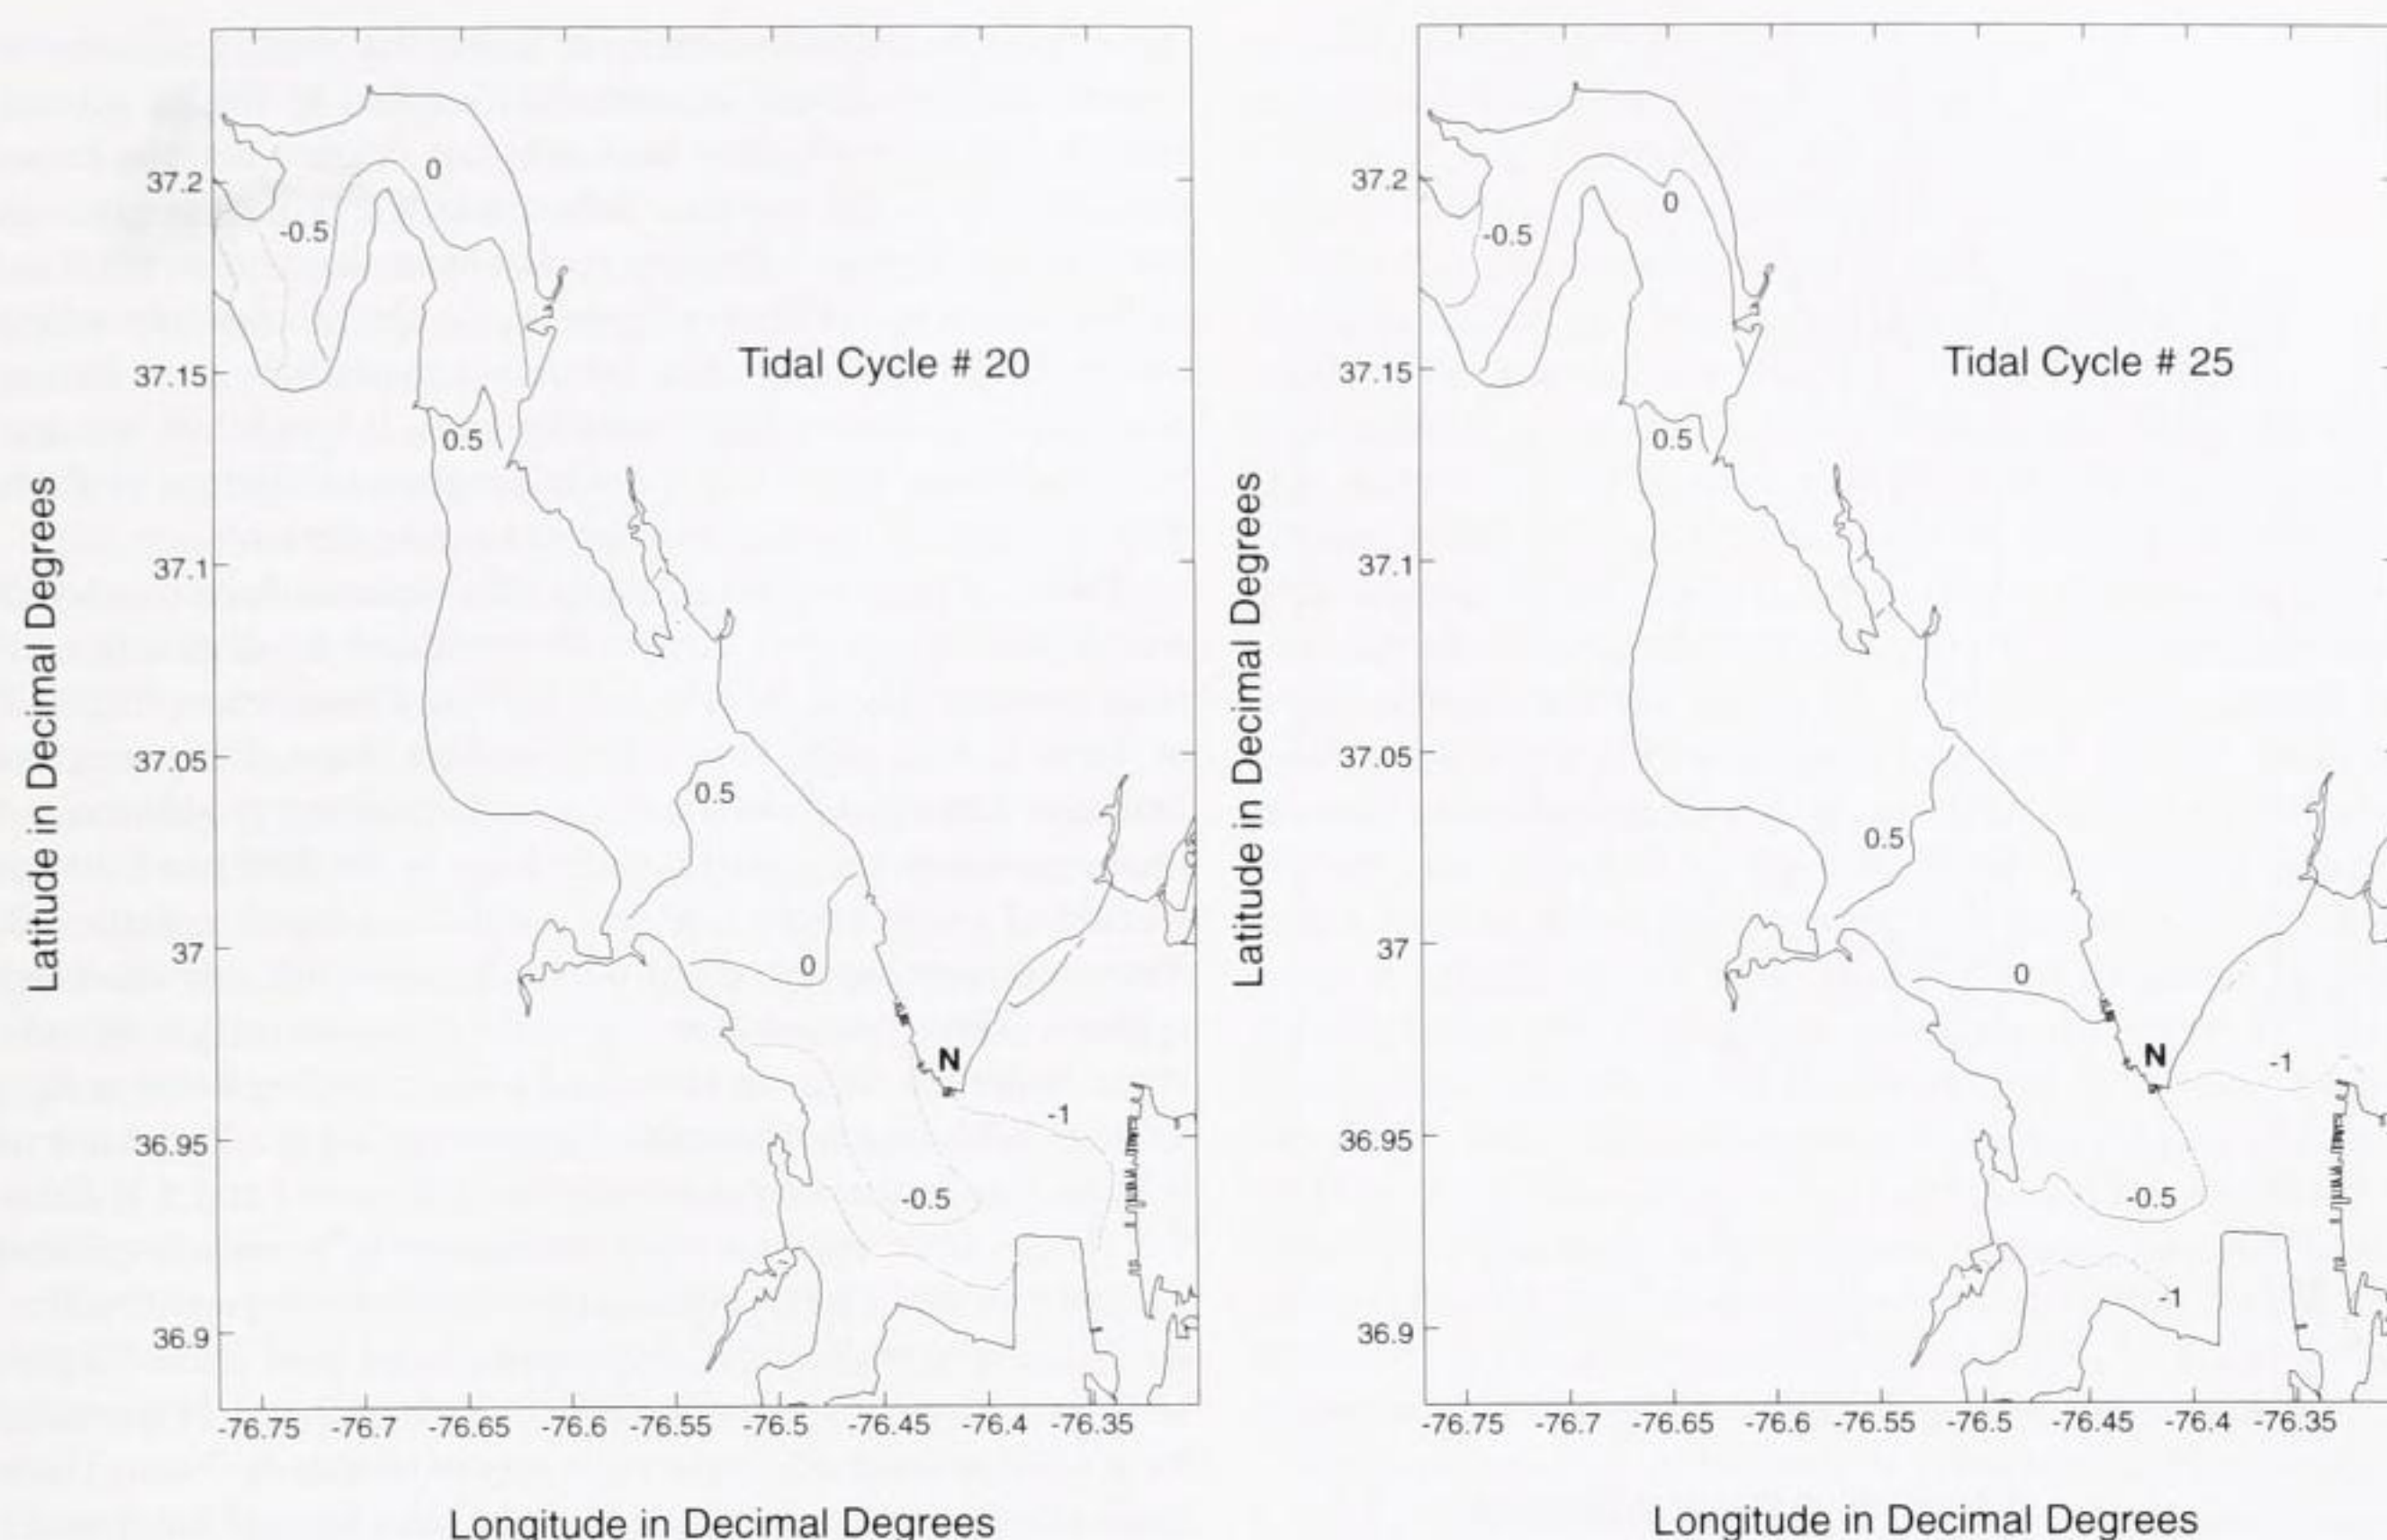 Tidal Cycle # 20
Latitude in Decimal Degrees
37.2
37.15
37.1
37.05
37
36.95
36.9
0
-0.5
0.5
0.5
0
N
-1
-0.5
-76.75 -76.7 -76.65 -76.6 -76.55 -76.5 -76.45 -76.4 -76.35
Longitude in Decimal Degrees
Tidal Cycle # 25
Latitude in Decimal Degrees
37.2
37.15
37.1
37.05
37
36.95
36.9
0
-0.5
0.5
0.5
0
N
-1
-0.5
-1
-76.75 -76.7 -76.65 -76.6 -76.55 -76.5 -76.45 -76.4 -76.35
Longitude in Decimal Degrees